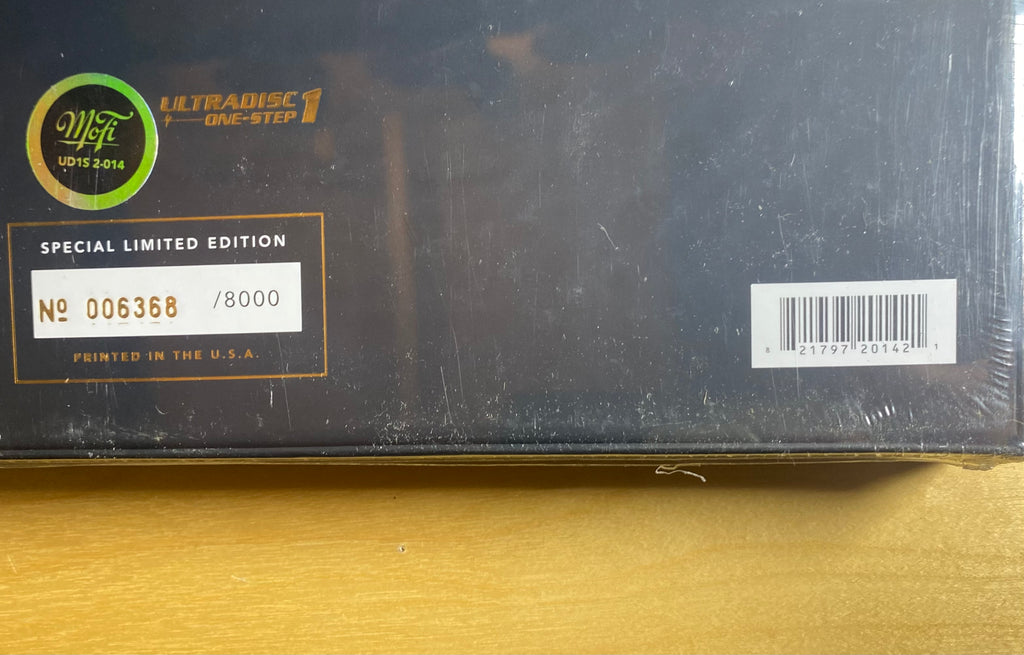 MoFi
UD1S 2-014
ULTRADISC
ONE-STEP 1
SPECIAL LIMITED EDITION
Nº 006368 /8000
PRINTED IN THE U.S.A.
8 21797 20142 1